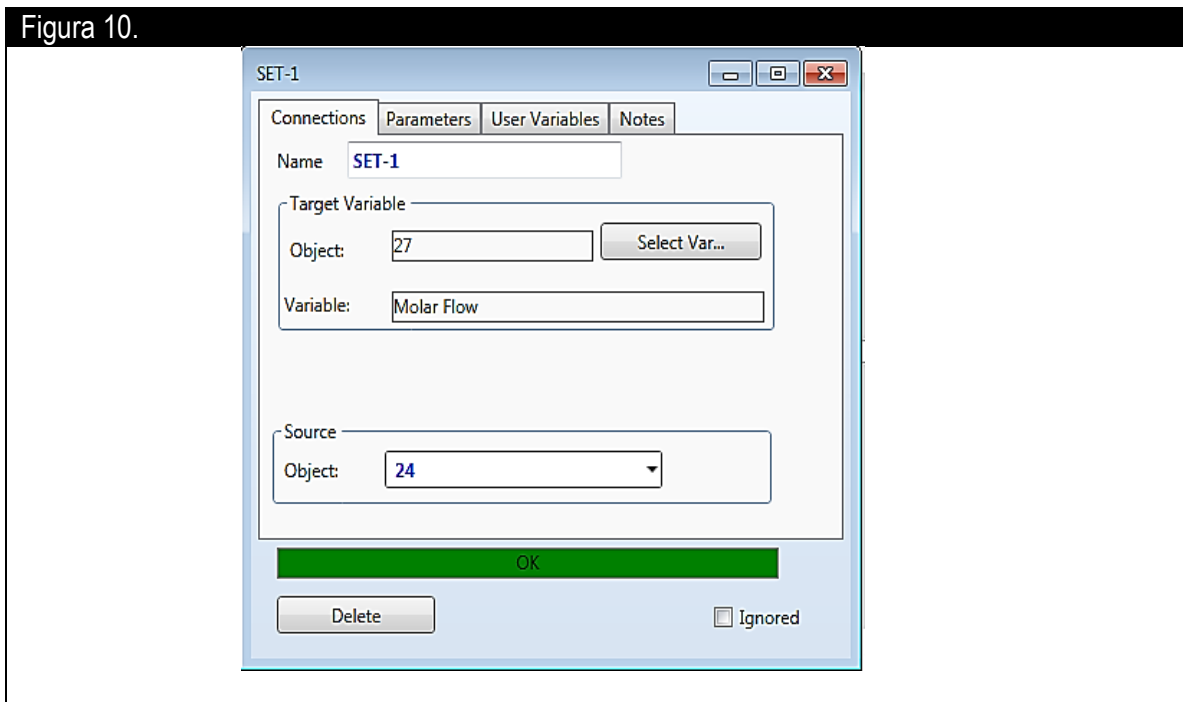 Figura 10.
SET-1
Connections Parameters User Variables Notes
Name SET-1
Target Variable
Object: 27 Select Var...
Variable: Molar Flow
Source
Object: 24
OK
Delete Ignored